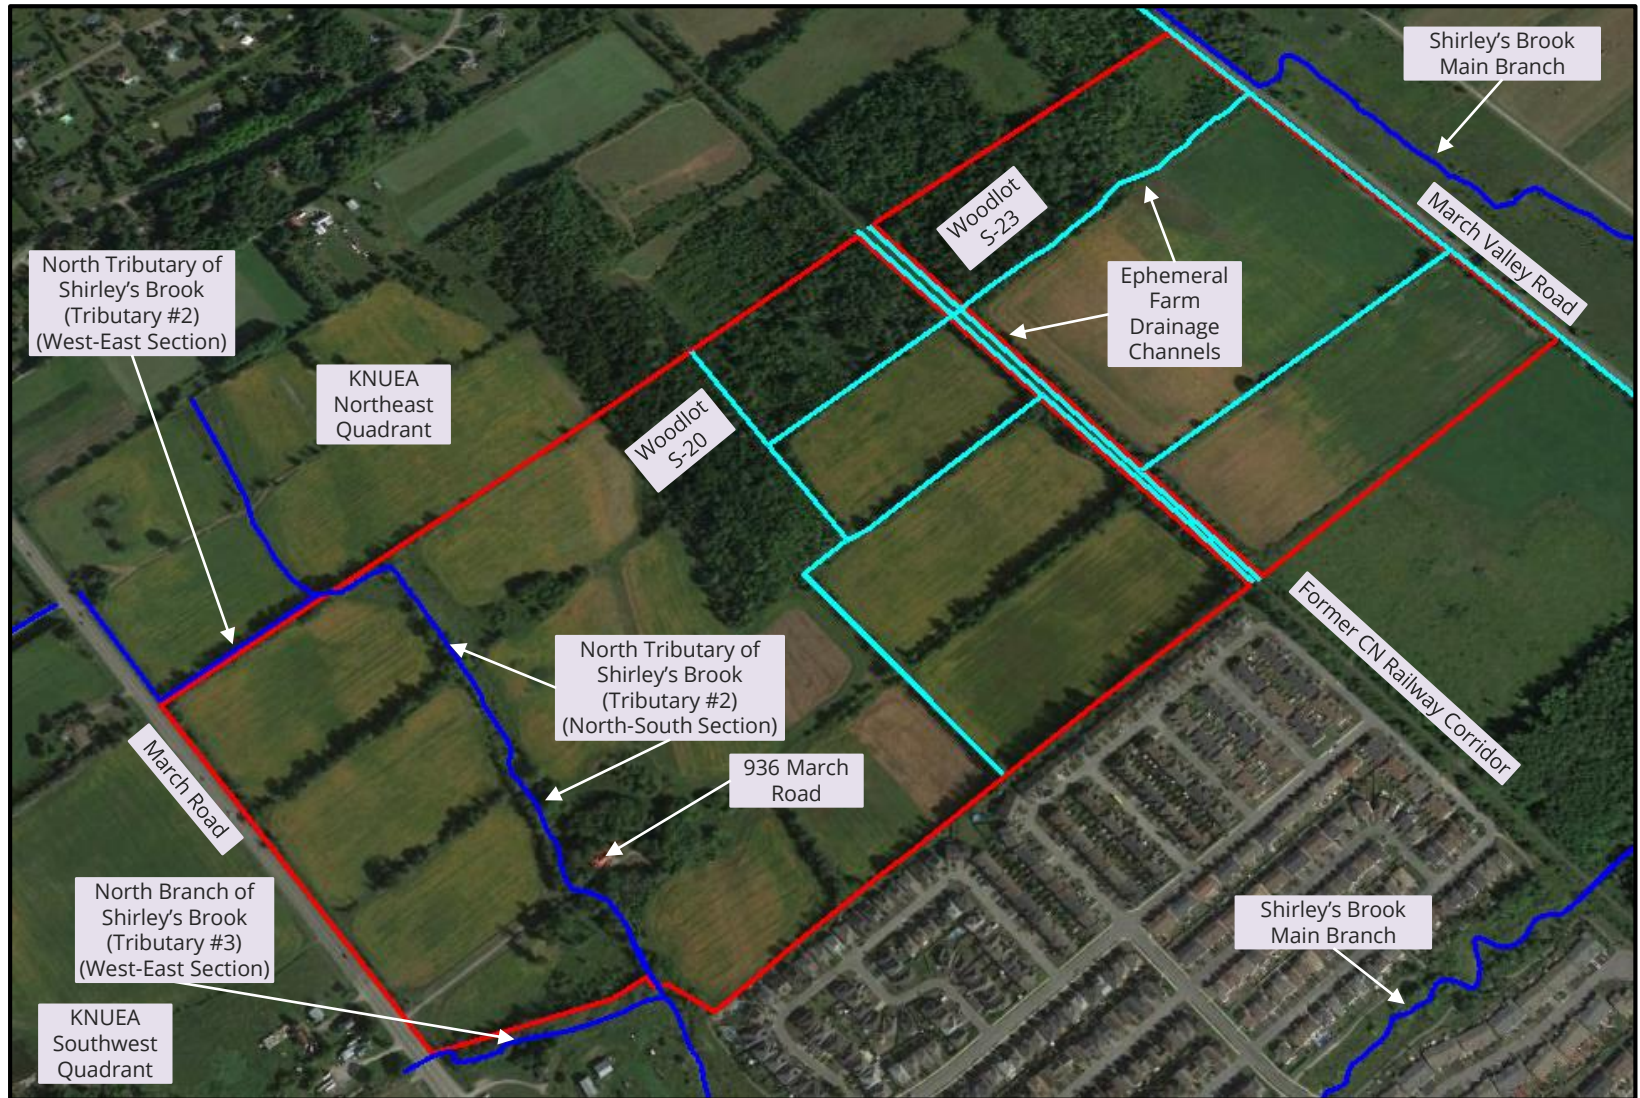 Shirley's Brook
Main Branch
Woodlot
S-23
March Valley Road
North Tributary of
Shirley's Brook
(Tributary #2)
(West-East Section)
Ephemeral
Farm
Drainage
Channels
KNUEA
Northeast
Quadrant
Woodlot
S-20
Former CN Railway Corridor
North Tributary of
Shirley's Brook
(Tributary #2)
(North-South Section)
March Road
936 March
Road
North Branch of
Shirley's Brook
(Tributary #3)
(West-East Section)
Shirley's Brook
Main Branch
KNUEA
Southwest
Quadrant